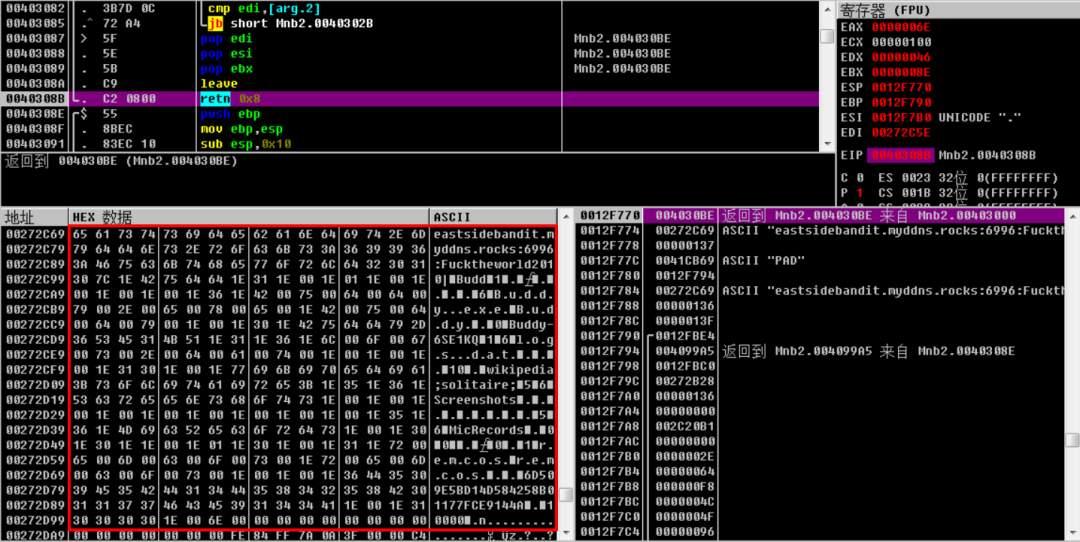 00403082 . 3B7D 0C cmp edi,[arg.2]
00403085 .^ 72 A4 jb short Mnb2.0040302B
00403087 > 5F pop edi Mnb2.004030BE
00403088 . 5E pop esi Mnb2.004030BE
00403089 . 5B pop ebx Mnb2.004030BE
0040308A . C9 leave
0040308B . C2 0800 retn 0x8
0040308E $ 55 push ebp
0040308F . 8BEC mov ebp,esp
00403091 . 83EC 10 sub esp,0x10
返回到 004030BE (Mnb2.004030BE)
寄存器 (FPU)
EAX 0000006E
ECX 00000100
EDX 00000046
EBX 0000008E
ESP 0012F770
EBP 0012F790
ESI 0012F7B0 UNICODE "."
EDI 00272C5E
EIP 0040308B Mnb2.0040308B
C 0 ES 0023 32位 0(FFFFFFFF)
P 1 CS 001B 32位 0(FFFFFFFF)
地址 HEX 数据 ASCII
00272C69 65 61 73 74 73 69 64 65 62 61 6E 64 69 74 2E 6D eastsidebandit.m
00272C79 79 64 64 6E 73 2E 72 6F 63 6B 73 3A 36 39 39 36 yddns.rocks:6996
00272C89 3A 46 75 63 6B 74 68 65 77 6F 72 6C 64 32 30 31 :Fucktheworld201
00272C99 30 7C 1E 42 75 64 64 1E 31 1E 00 1E 01 1E 00 1E
00272CA9 00 1E 00 1E 00 1E 36 1E 42 00 75 00 64 00 64 00
00272CB9 79 00 2E 00 65 00 78 00 65 00 1E 42 00 75 00 64
00272CC9 00 64 00 79 00 1E 00 1E 30 1E 42 75 64 64 79 2D
00272CD9 36 53 45 31 4B 51 1E 31 1E 36 1E 6C 00 6F 00 67
00272CE9 00 73 00 2E 00 64 00 61 00 74 00 1E 00 1E 00 1E
00272CF9 00 1E 31 30 1E 00 1E 77 69 6B 69 70 65 64 69 61
00272D09 3B 73 6F 6C 69 74 61 69 72 65 3B 1E 35 1E 36 1E
00272D19 53 63 72 65 65 6E 73 68 6F 74 73 1E 00 1E 00 1E
00272D29 00 1E 00 1E 00 1E 00 1E 00 1E 00 1E 00 1E 35 1E
00272D39 36 1E 4D 69 63 52 65 63 6F 72 64 73 1E 00 1E 30
00272D49 1E 30 1E 1E 00 1E 01 1E 30 1E 00 1E 31 1E 72 00
00272D59 65 00 6D 00 63 00 6F 00 73 00 1E 72 00 65 00 6D
00272D69 00 63 00 6F 00 73 00 1E 00 1E 00 1E 36 44 35 30
00272D79 39 45 35 42 44 31 34 44 35 38 34 32 35 38 42 30 9E5BD14D584258B0
00272D89 31 31 37 37 46 43 45 39 31 34 34 41 1E 00 1E 31
00272D99 30 30 30 30 1E 00 6E 00 00 00 00 00 00 00 00 00 0000
00272DA9 00 00 00 00 00 00 FE 84 FF 7A 0A 3F 00 00 C4
0012F770 004030BE 返回到 Mnb2.004030BE 来自 Mnb2.00403000
0012F774 00272C69 ASCII "eastsidebandit.myddns.rocks:6996:Fuckth
0012F778 00000137
0012F77C 0041CB69 ASCII "PAD"
0012F780 0012F794
0012F784 00272C69 ASCII "eastsidebandit.myddns.rocks:6996:Fuckth
0012F788 00000136
0012F78C 0000013F
0012F790 0012FBE4
0012F794 004099A5 返回到 Mnb2.004099A5 来自 Mnb2.0040308E
0012F798 0012FBC0
0012F79C 00272B28
0012F7A0 00000136
0012F7A4 00000000
0012F7A8 002C20B1
0012F7AC 00000000
0012F7B0 0000002E
0012F7B4 00000064
0012F7B8 000000F8
0012F7BC 0000004C
0012F7C0 0000004F
0012F7C4 00000096